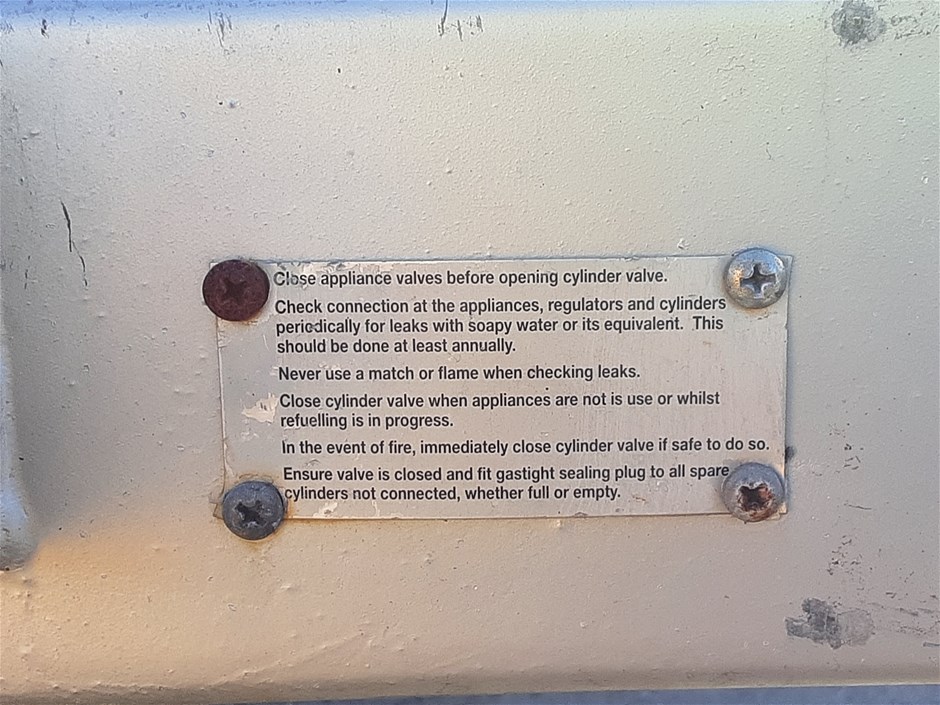 Close appliance valves before opening cylinder valve.
Check connection at the appliances, regulators and cylinders
periodically for leaks with soapy water or its equivalent. This
should be done at least annually.
Never use a match or flame when checking leaks.
Close cylinder valve when appliances are not is use or whilst
refuelling is in progress.
In the event of fire, immediately close cylinder valve if safe to do so.
Ensure valve is closed and fit gastight sealing plug to all spare
cylinders not connected, whether full or empty.